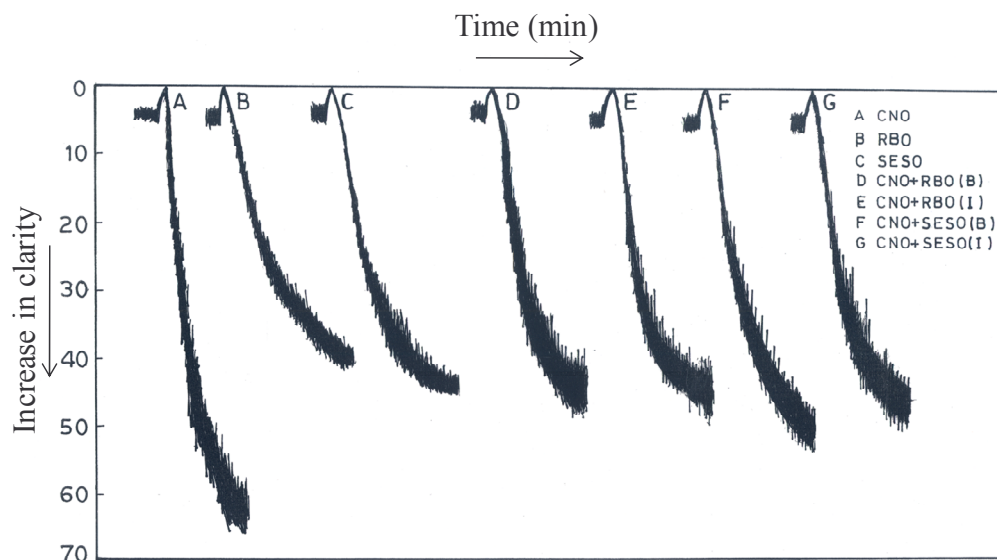 Time (min)
0
10
20
30
40
50
60
70
Increase in clarity
A
B
C
D
E
F
G
A CNO
B RBO
C SESO
D CNO+RBO(B)
E CNO+RBO(I)
F CNO+SESO(B)
G CNO+SESO(I)